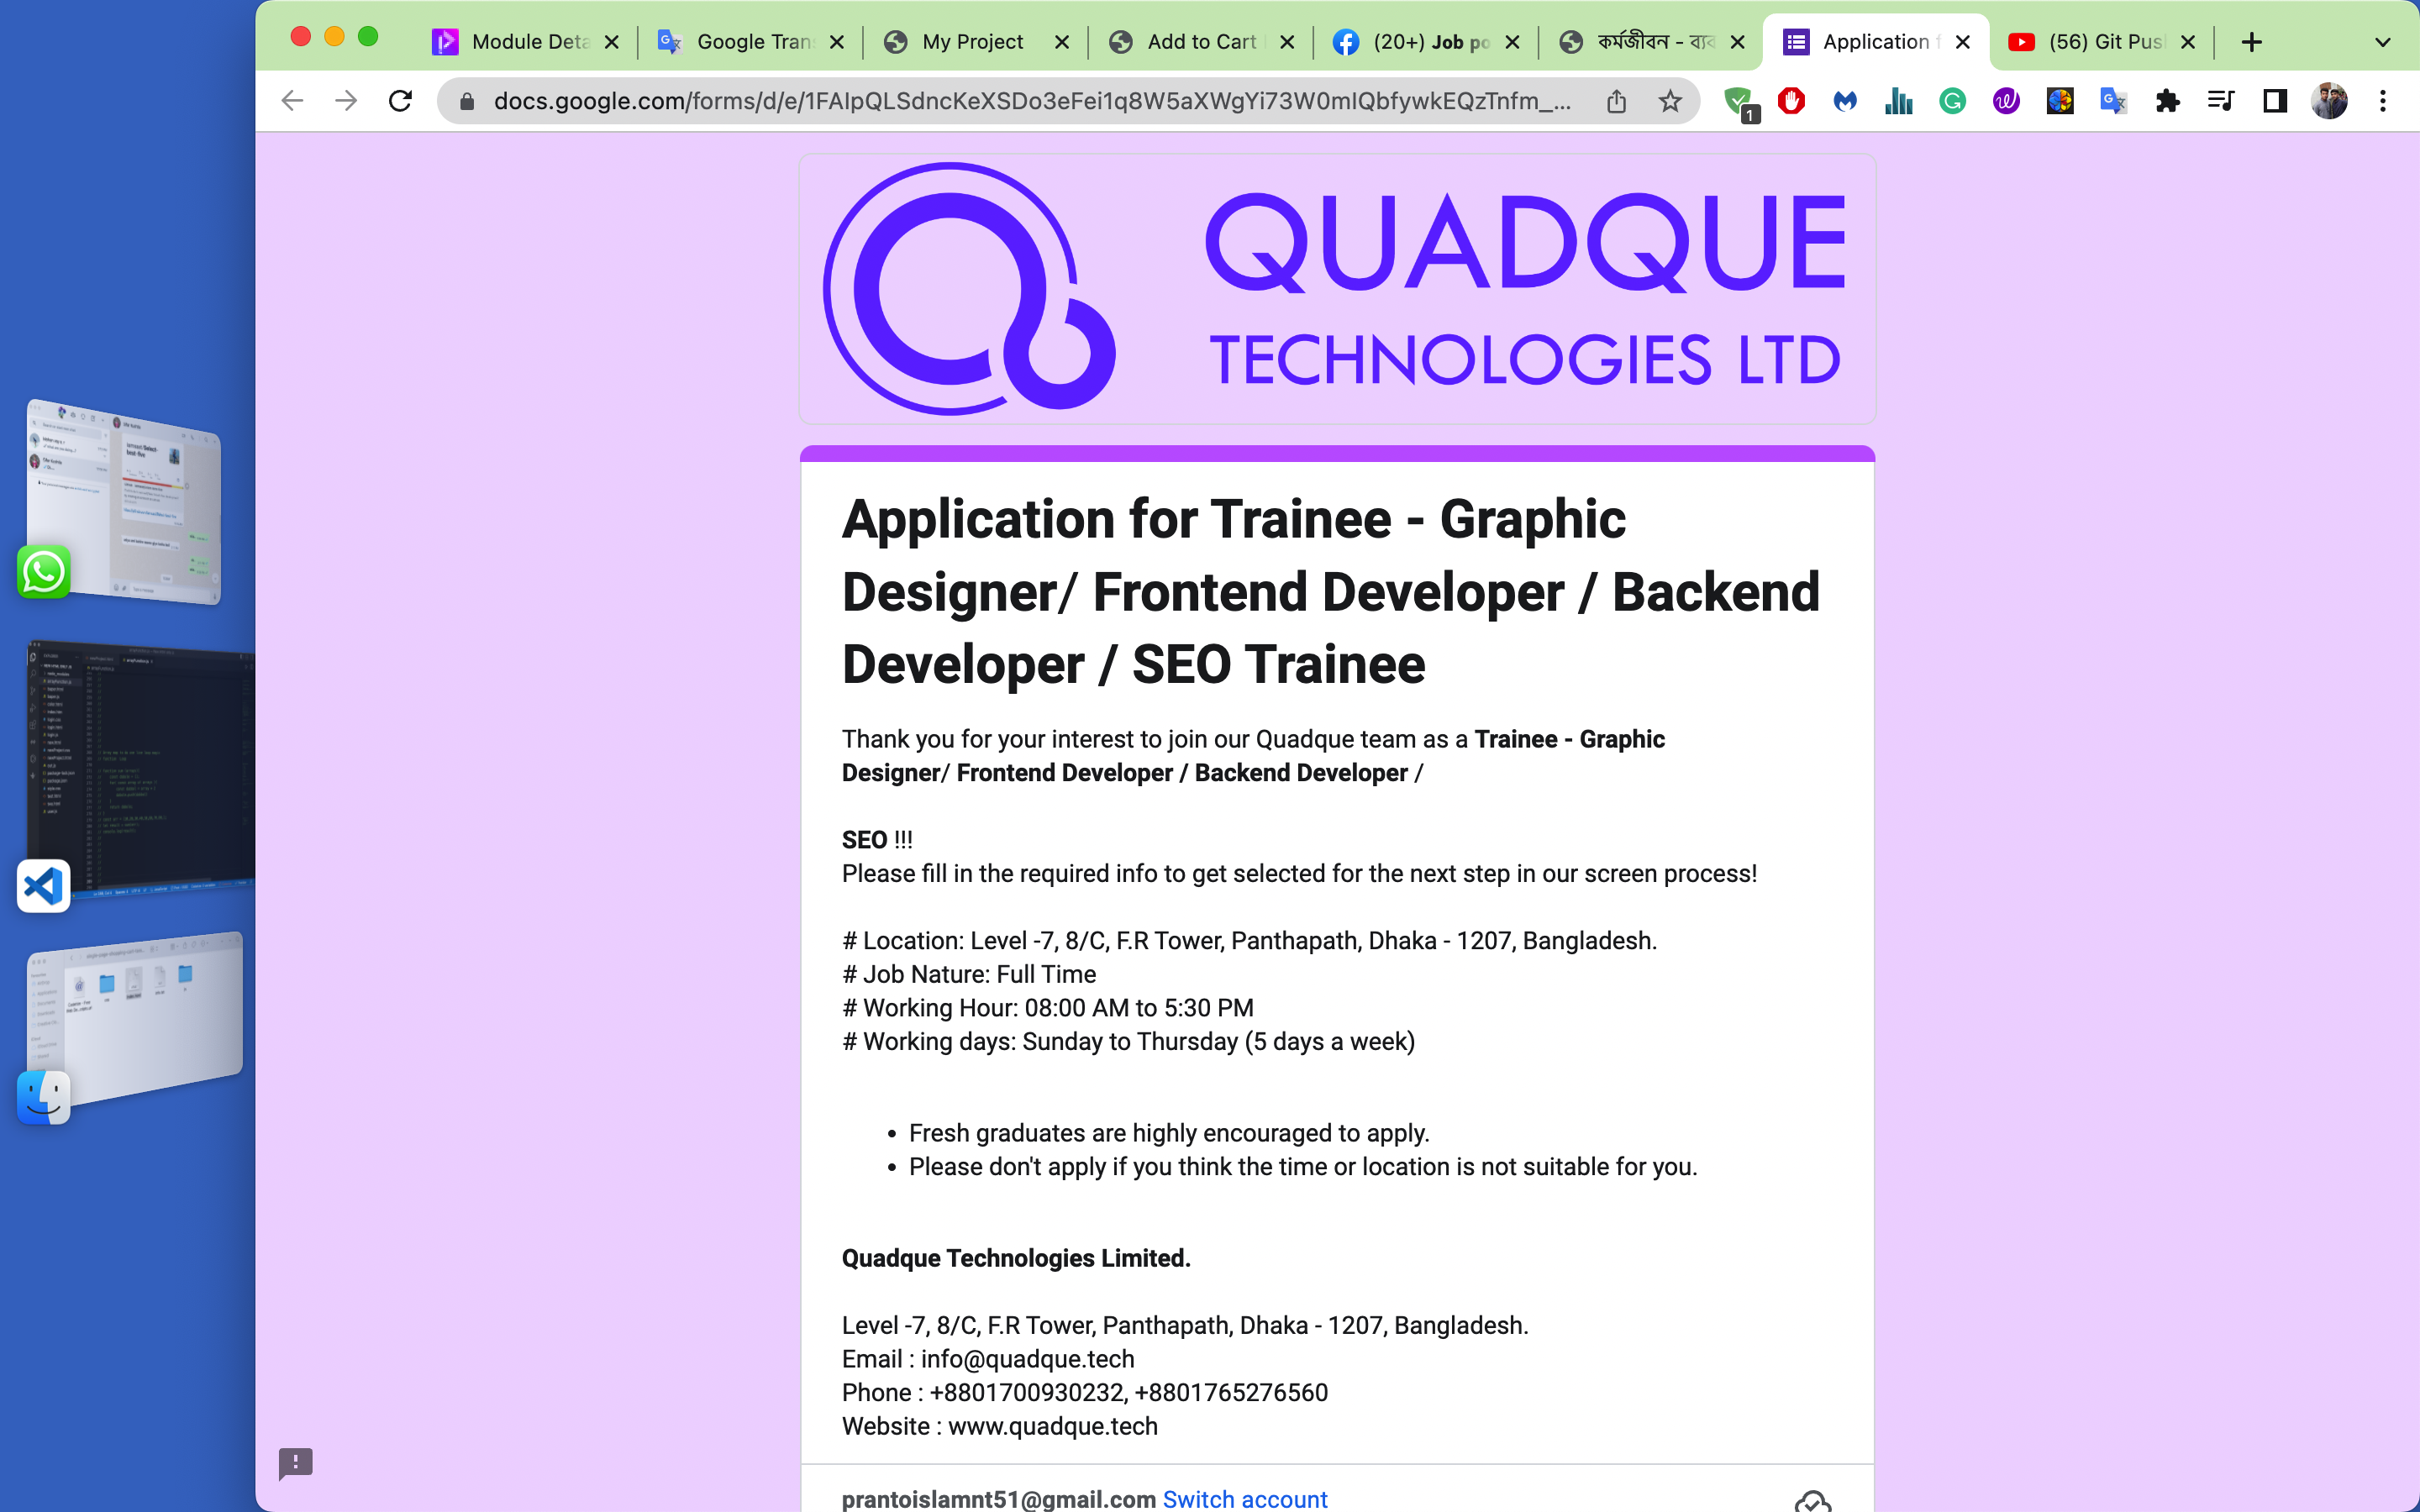 Module Deta
Google Trans
My Project
Add to Cart
(20+) Job po
কর্মজীবন - ব্যব
Application f
(56) Git Pus
docs.google.com/forms/d/e/1FAIpQLSdncKeXSDo3eFei1q8W5aXWgYi73W0mIQbfywkEQzTnfm_...
1
QUADQUE
TECHNOLOGIES LTD
Application for Trainee - Graphic
Designer/ Frontend Developer / Backend
Developer / SEO Trainee
Thank you for your interest to join our Quadque team as a Trainee - Graphic
Designer/ Frontend Developer / Backend Developer /
SEO !!!
Please fill in the required info to get selected for the next step in our screen process!
# Location: Level -7, 8/C, F.R Tower, Panthapath, Dhaka - 1207, Bangladesh.
# Job Nature: Full Time
# Working Hour: 08:00 AM to 5:30 PM
# Working days: Sunday to Thursday (5 days a week)
• Fresh graduates are highly encouraged to apply.
• Please don't apply if you think the time or location is not suitable for you.
Quadque Technologies Limited.
Level -7, 8/C, F.R Tower, Panthapath, Dhaka - 1207, Bangladesh.
Email : info@quadque.tech
Phone : +8801700930232, +8801765276560
Website : www.quadque.tech
prantoislamnt51@gmail.com Switch account